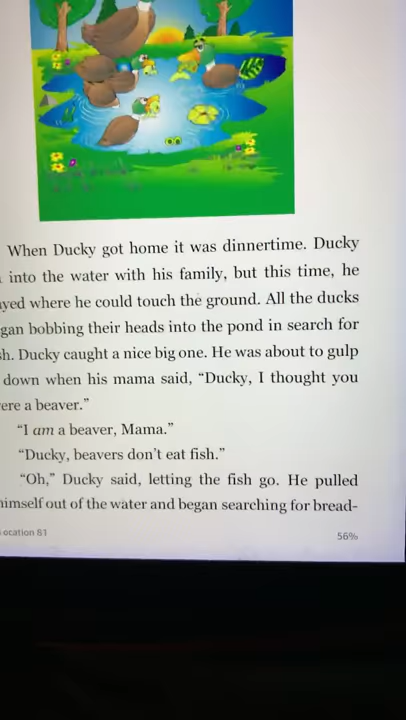 When Ducky got home it was dinnertime. Ducky
into the water with his family, but this time, he
where he could touch the ground. All the ducks
bobbing their heads into the pond in search for
Ducky caught a nice big one. He was about to gulp
down when his mama said, “Ducky, I thought you
a beaver.”
“I am a beaver, Mama.”
“Ducky, beavers don’t eat fish.”
“Oh,” Ducky said, letting the fish go. He pulled
himself out of the water and began searching for bread-
ocation 81
56%